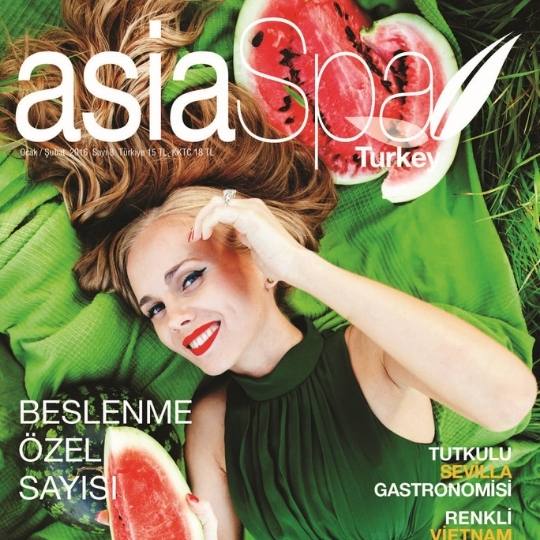 asiaSpa
Turkey
Ocak / Şubat 2016 Sayı 8 Türkiye 15 TL, KKTC 18 TL
BESLENME
ÖZEL
SAYISI
TUTKULU
SEVİLLA
GASTRONOMİSİ
RENKLİ
VİETNAM